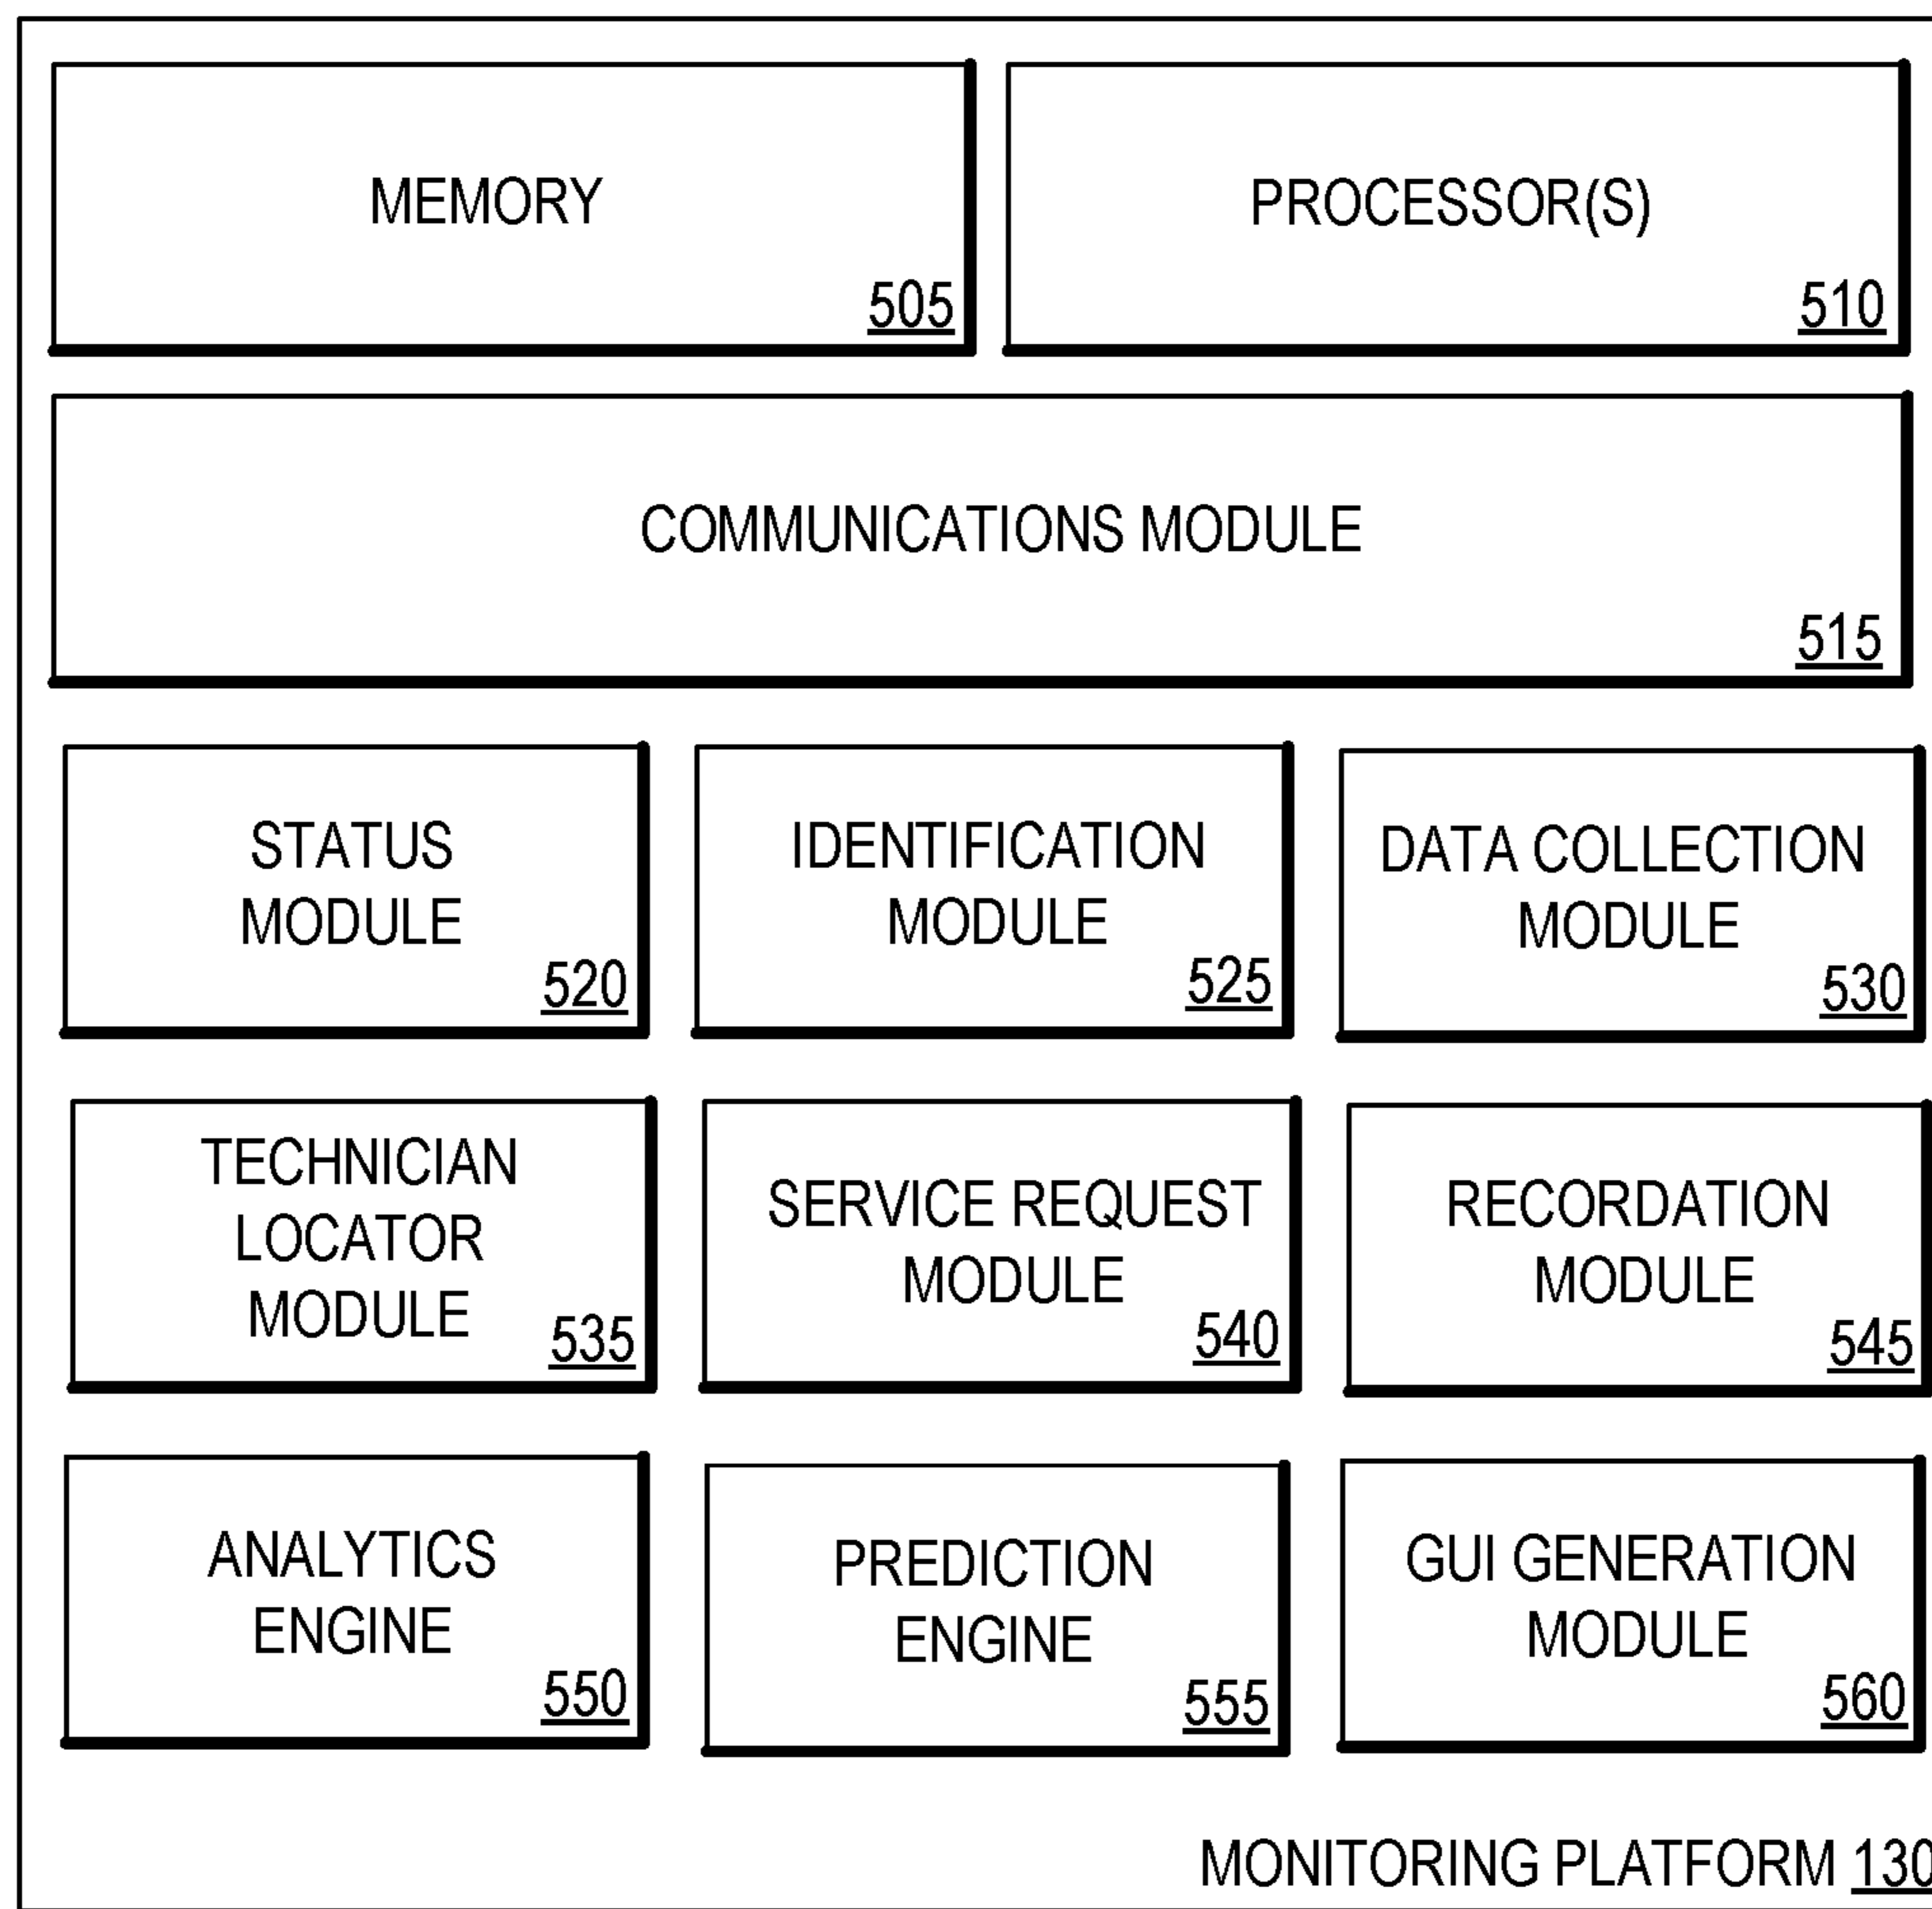 MEMORY
505
PROCESSOR(S)
510
COMMUNICATIONS MODULE
515
STATUS
MODULE
520
IDENTIFICATION
MODULE
525
DATA COLLECTION
MODULE
530
TECHNICIAN
LOCATOR
MODULE
535
SERVICE REQUEST
MODULE
540
RECORDATION
MODULE
545
ANALYTICS
ENGINE
550
PREDICTION
ENGINE
555
GUI GENERATION
MODULE
560
MONITORING PLATFORM 130